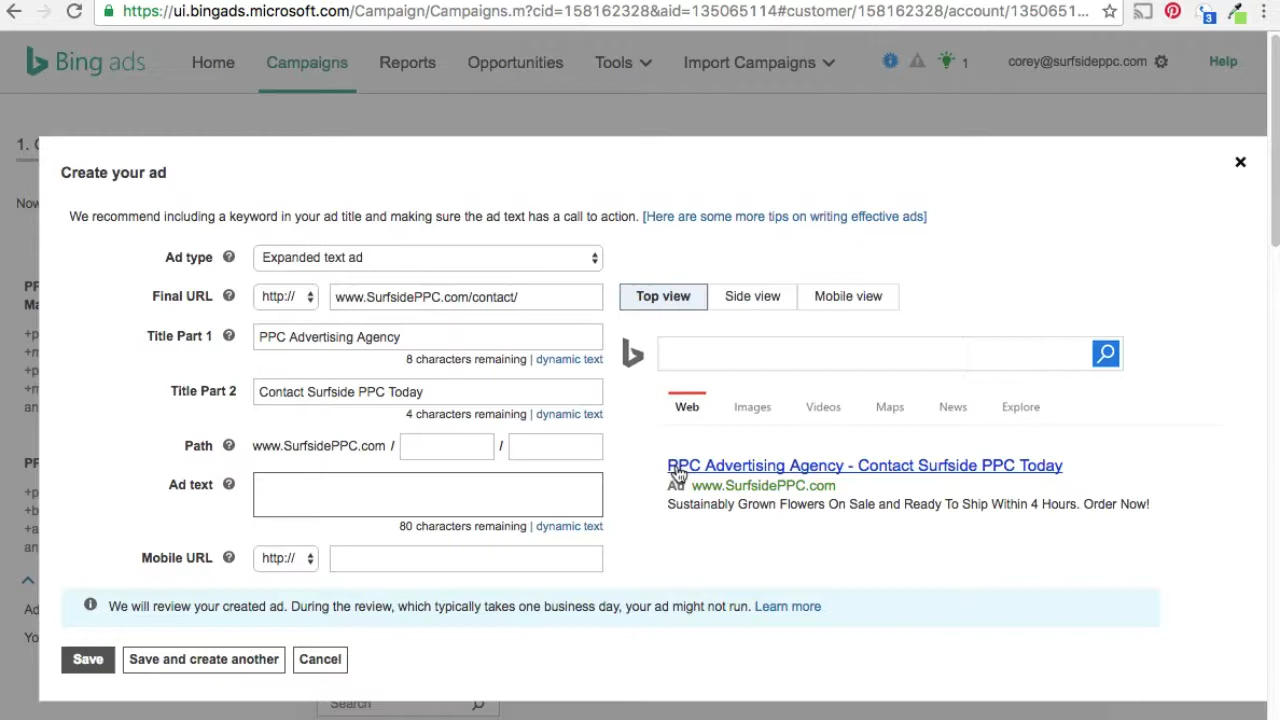 https://ui.bingads.microsoft.com/Campaign/Campaigns.m?cid=158162328&aid=135065114#customer/158162328/account/1350651...
3
Bing ads Home Campaigns Reports Opportunities Tools Import Campaigns 1 corey@surfsideppc.com Help
1.
Create your ad
Now
We recommend including a keyword in your ad title and making sure the ad text has a call to action. [Here are some more tips on writing effective ads]
Ad type Expanded text ad
Final URL http:// www.SurfsidePPC.com/contact/ Top view Side view Mobile view
Title Part 1 PPC Advertising Agency
8 characters remaining | dynamic text
Title Part 2 Contact Surfside PPC Today
4 characters remaining | dynamic text
Web Images Videos Maps News Explore
Path www.SurfsidePPC.com / /
PPC Advertising Agency - Contact Surfside PPC Today
Ad www.SurfsidePPC.com
Sustainably Grown Flowers On Sale and Ready To Ship Within 4 Hours. Order Now!
Ad text
80 characters remaining | dynamic text
Mobile URL http://
We will review your created ad. During the review, which typically takes one business day, your ad might not run. Learn more
Save Save and create another Cancel
Search